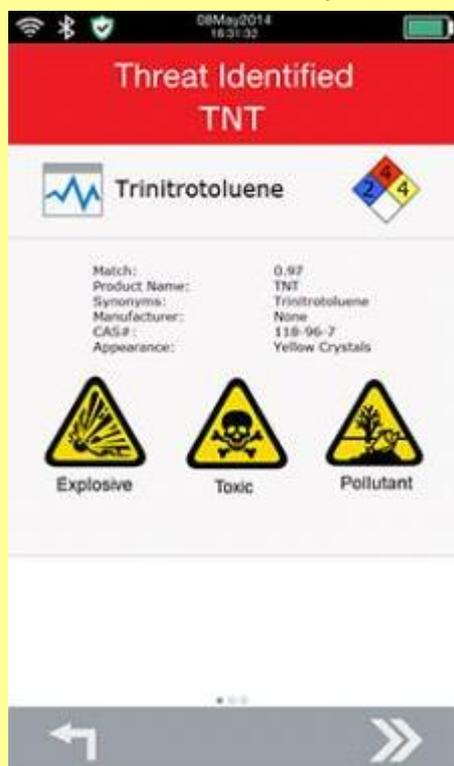 08May2014
16:31:32
Threat Identified
TNT
Trinitrotoluene
4
2 4
Match: 0.97
Product Name: TNT
Synonyms: Trinitrotoluene
Manufacturer: None
CAS#: 118-96-7
Appearance: Yellow Crystals
Explosive Toxic Pollutant